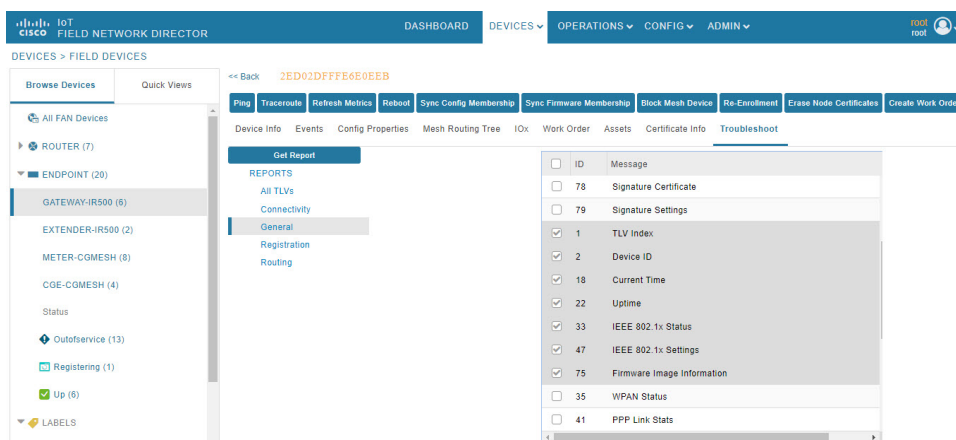 IoT
CISCO FIELD NETWORK DIRECTOR
DASHBOARD DEVICES OPERATIONS CONFIG ADMIN
root
root
DEVICES > FIELD DEVICES
Browse Devices Quick Views
All FAN Devices
ROUTER (7)
ENDPOINT (20)
GATEWAY-IR500 (6)
EXTENDER-IR500 (2)
METER-CGMESH (8)
CGE-CGMESH (4)
Status
Outofservice (13)
Registering (1)
Up (6)
LABELS
<< Back 2ED02DFFFE6E0EEB
Ping Traceroute Refresh Metrics Reboot Sync Config Membership Sync Firmware Membership Block Mesh Device Re-Enrollment Erase Node Certificates Create Work Orde
Device Info Events Config Properties Mesh Routing Tree IOx Work Order Assets Certificate Info Troubleshoot
Get Report
REPORTS
All TLVs
Connectivity
General
Registration
Routing
ID Message
78 Signature Certificate
79 Signature Settings
1 TLV Index
2 Device ID
18 Current Time
22 Uptime
33 IEEE 802.1x Status
47 IEEE 802.1x Settings
75 Firmware Image Information
35 WPAN Status
41 PPP Link Stats